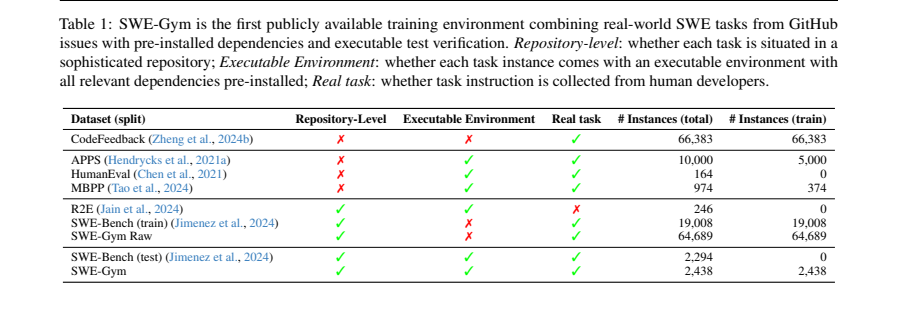 Table 1: SWE-Gym is the first publicly available training environment combining real-world SWE tasks from GitHub
issues with pre-installed dependencies and executable test verification. Repository-level: whether each task is situated in a
sophisticated repository; Executable Environment: whether each task instance comes with an executable environment with
all relevant dependencies pre-installed; Real task: whether task instruction is collected from human developers.
Dataset (split) Repository-Level Executable Environment Real task # Instances (total) # Instances (train)
CodeFeedback (Zheng et al., 2024b) ✗ ✗ ✓ 66,383 66,383
APPS (Hendrycks et al., 2021a) ✗ ✓ ✓ 10,000 5,000
HumanEval (Chen et al., 2021) ✗ ✓ ✓ 164 0
MBPP (Tao et al., 2024) ✗ ✓ ✓ 974 374
R2E (Jain et al., 2024) ✓ ✓ ✗ 246 0
SWE-Bench (train) (Jimenez et al., 2024) ✓ ✗ ✓ 19,008 19,008
SWE-Gym Raw ✓ ✗ ✓ 64,689 64,689
SWE-Bench (test) (Jimenez et al., 2024) ✓ ✓ ✓ 2,294 0
SWE-Gym ✓ ✓ ✓ 2,438 2,438